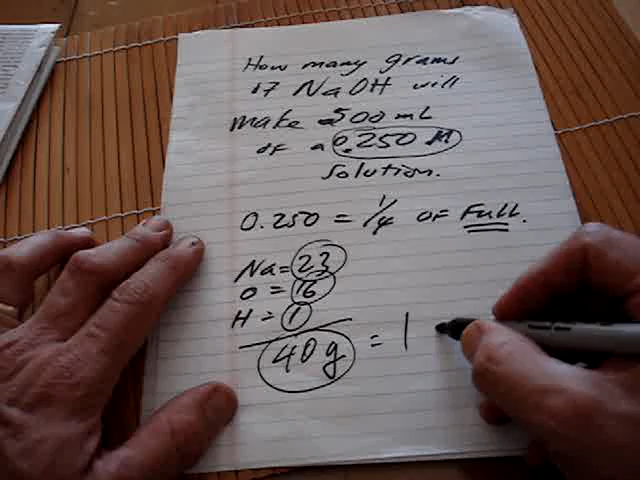 How many grams
of NaOH will
make 500 mL
of a 0.250 M
Solution.
0.250 = 1/4 of Full.
Na = 23
O = 16
H = 1
40g = 1